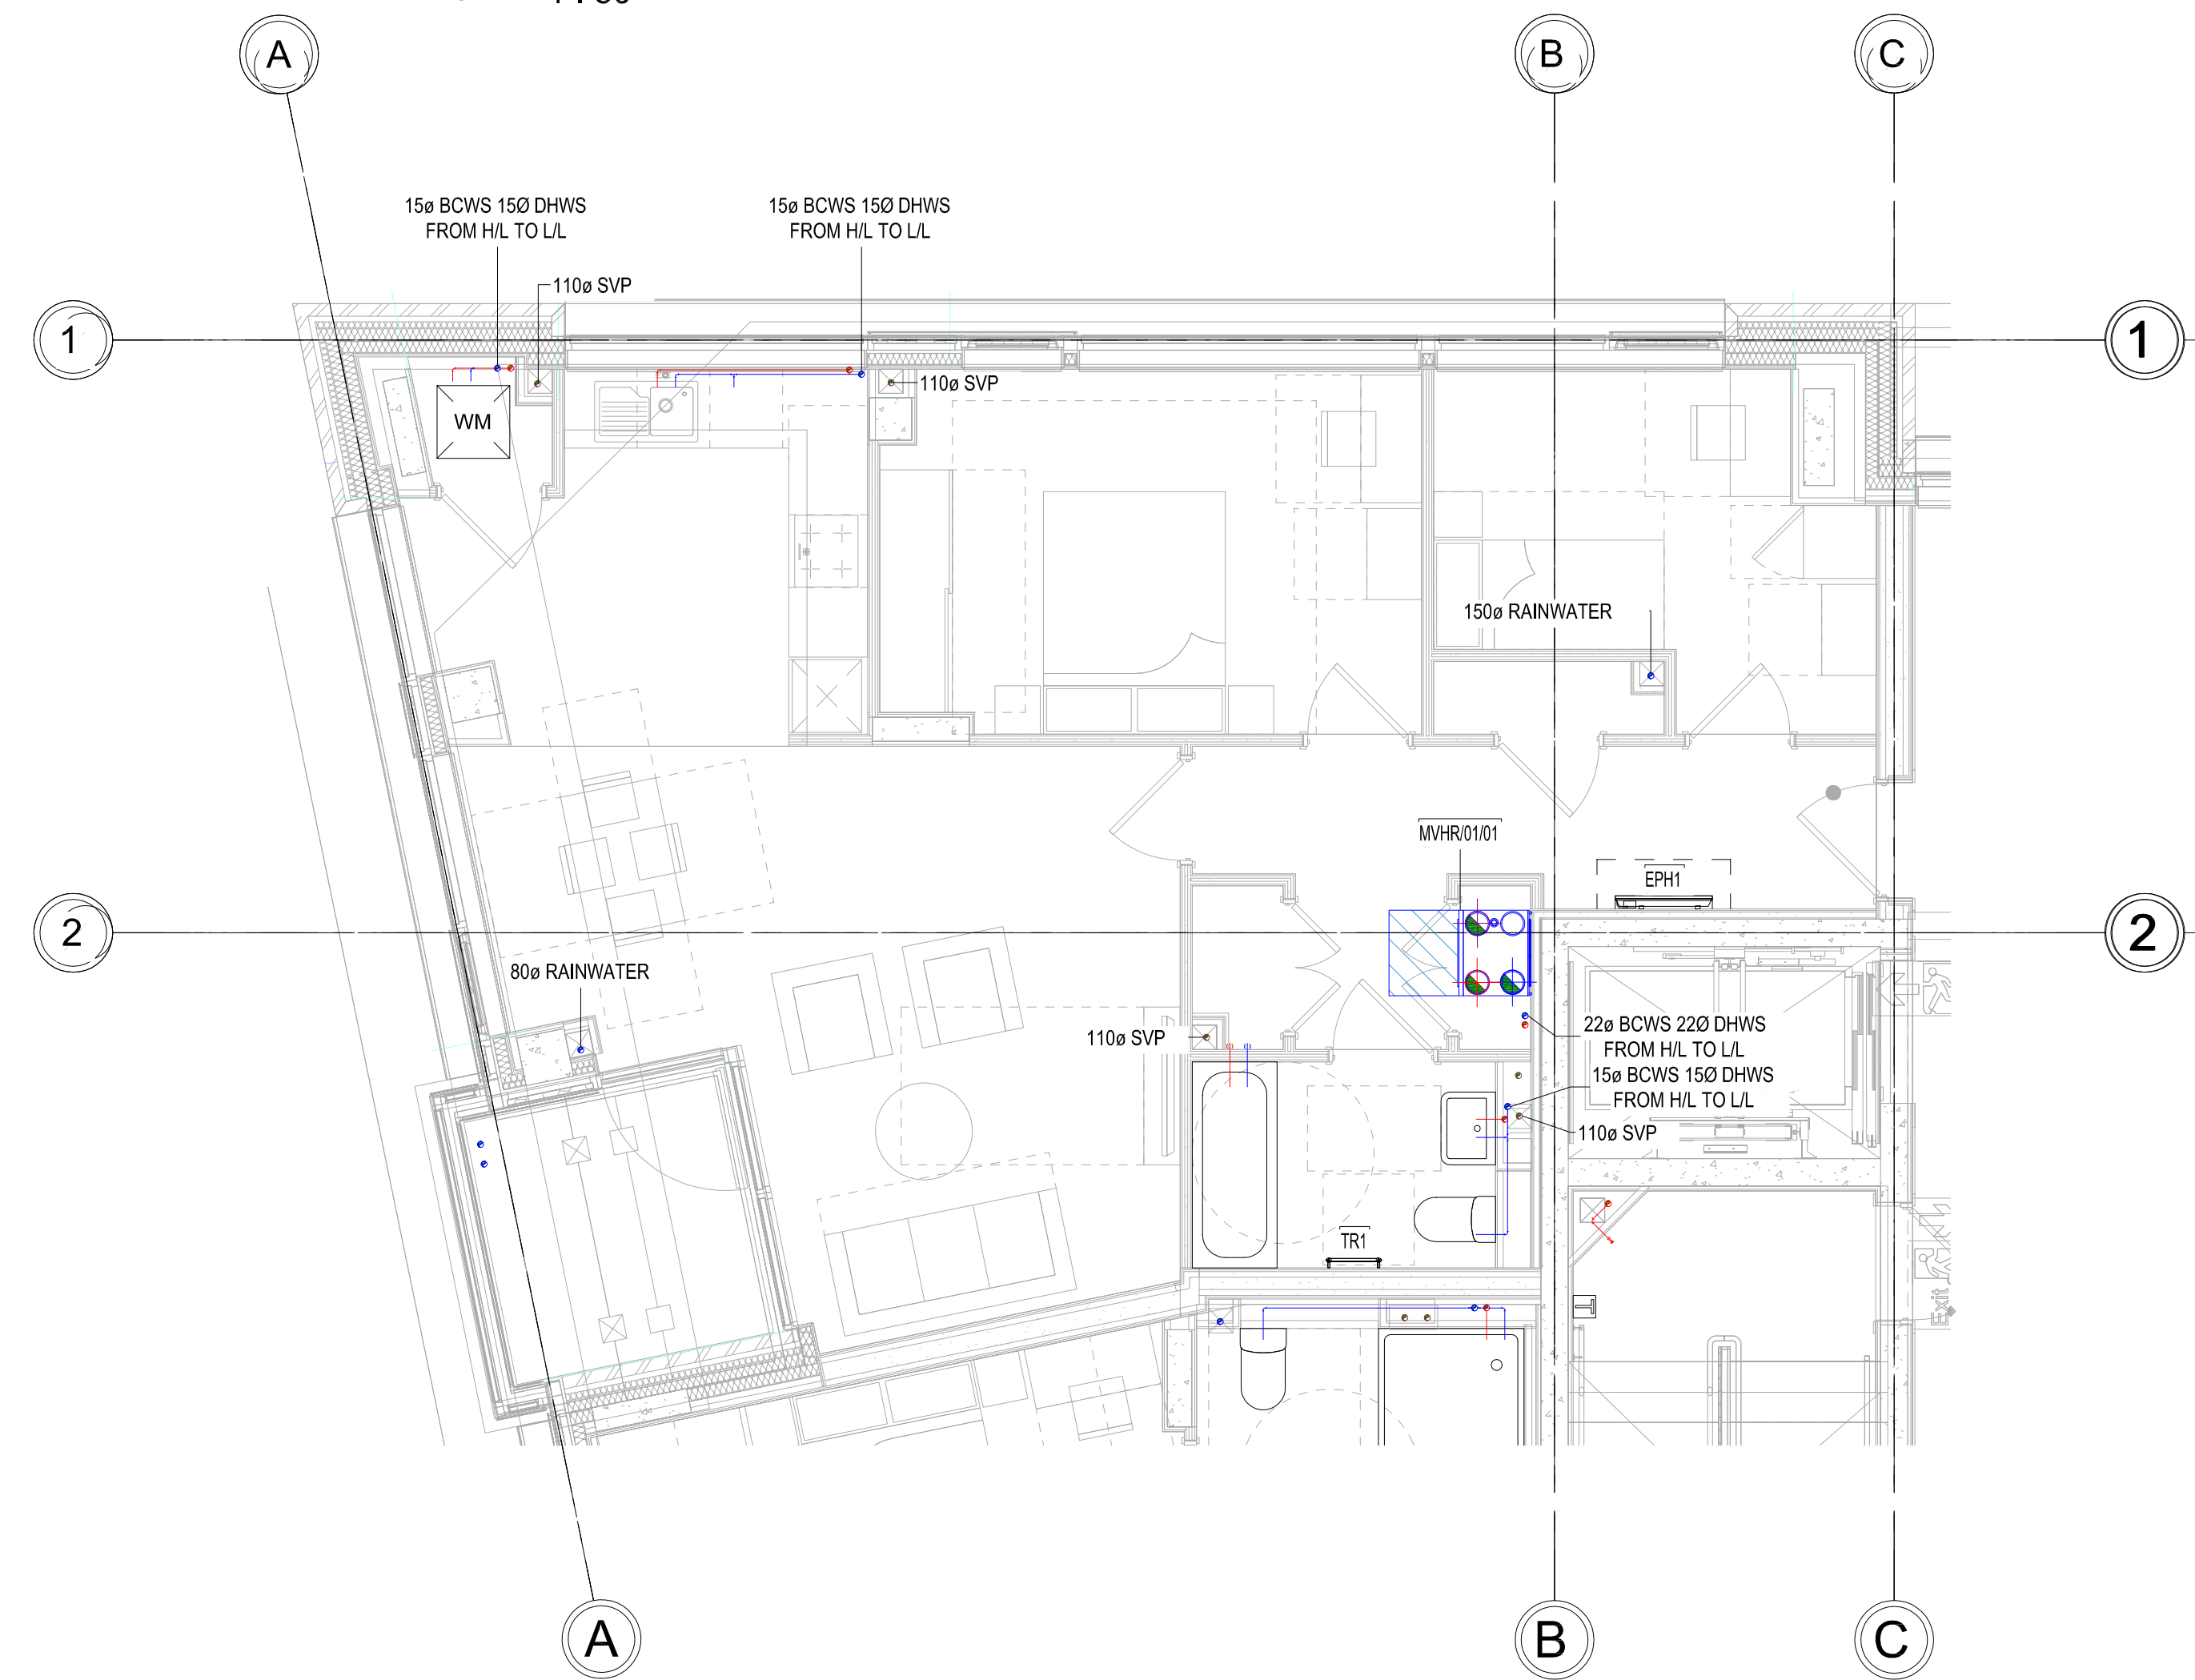 A
B
C
15ø BCWS 15Ø DHWS
FROM H/L TO L/L
15ø BCWS 15Ø DHWS
FROM H/L TO L/L
110ø SVP
1
1
110ø SVP
WM
150ø RAINWATER
MVHR/01/01
EPH1
2
2
80ø RAINWATER
110ø SVP
22ø BCWS 22Ø DHWS
FROM H/L TO L/L
15ø BCWS 15Ø DHWS
FROM H/L TO L/L
110ø SVP
TR1
T
Exit
A
B
C